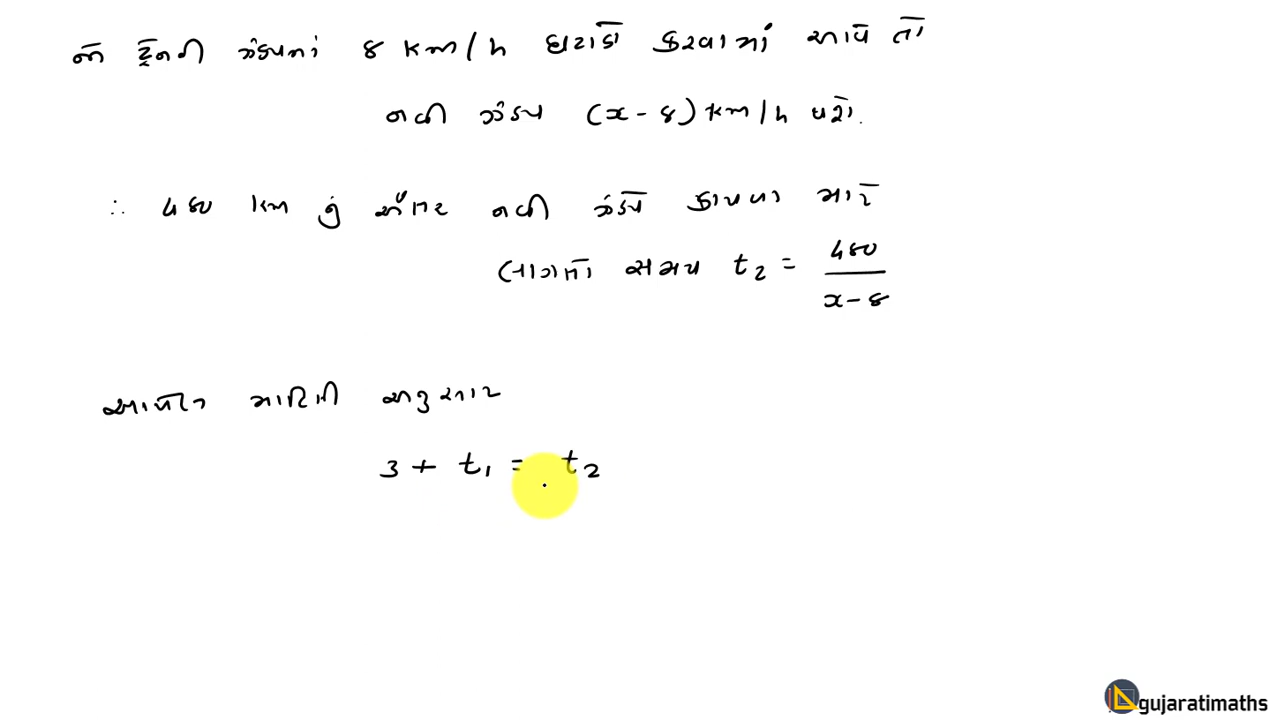 જો ટ્રેનની ઝડપમાં 8 km/h ઘટાડો કરવામાં આવે તો
નવી ઝડપ (x - 8) km/h થશે.
∴ 480 km નું અંતર નવી ઝડપે કાપવા માટે
લાગતો સમય t₂ = 480 / x - 8
આપેલ માહિતી અનુસાર
3 + t₁ = t₂
gujaratimaths